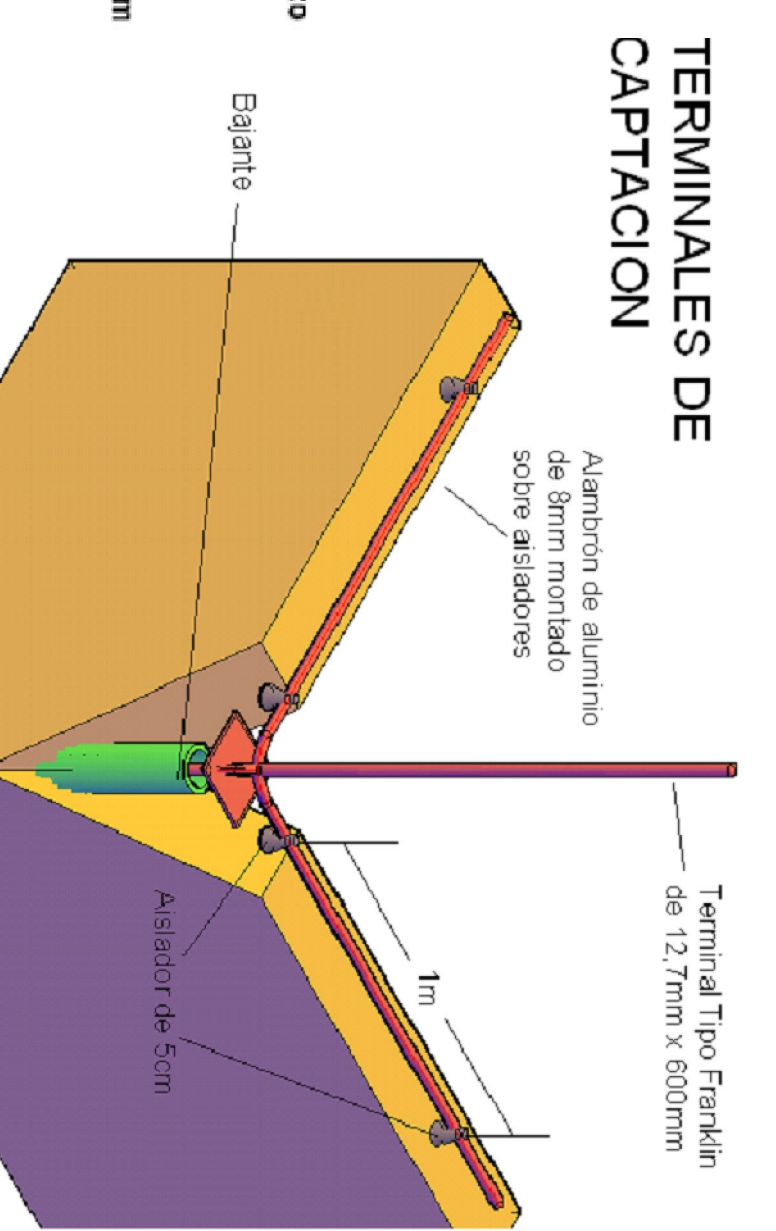 TERMINALES DE
CAPTACION
Bajante
Alambrón de aluminio
de 8mm montado
sobre aisladores
Terminal Tipo Franklin
de 12,7mm x 600mm
1m
Aislador de 5cm